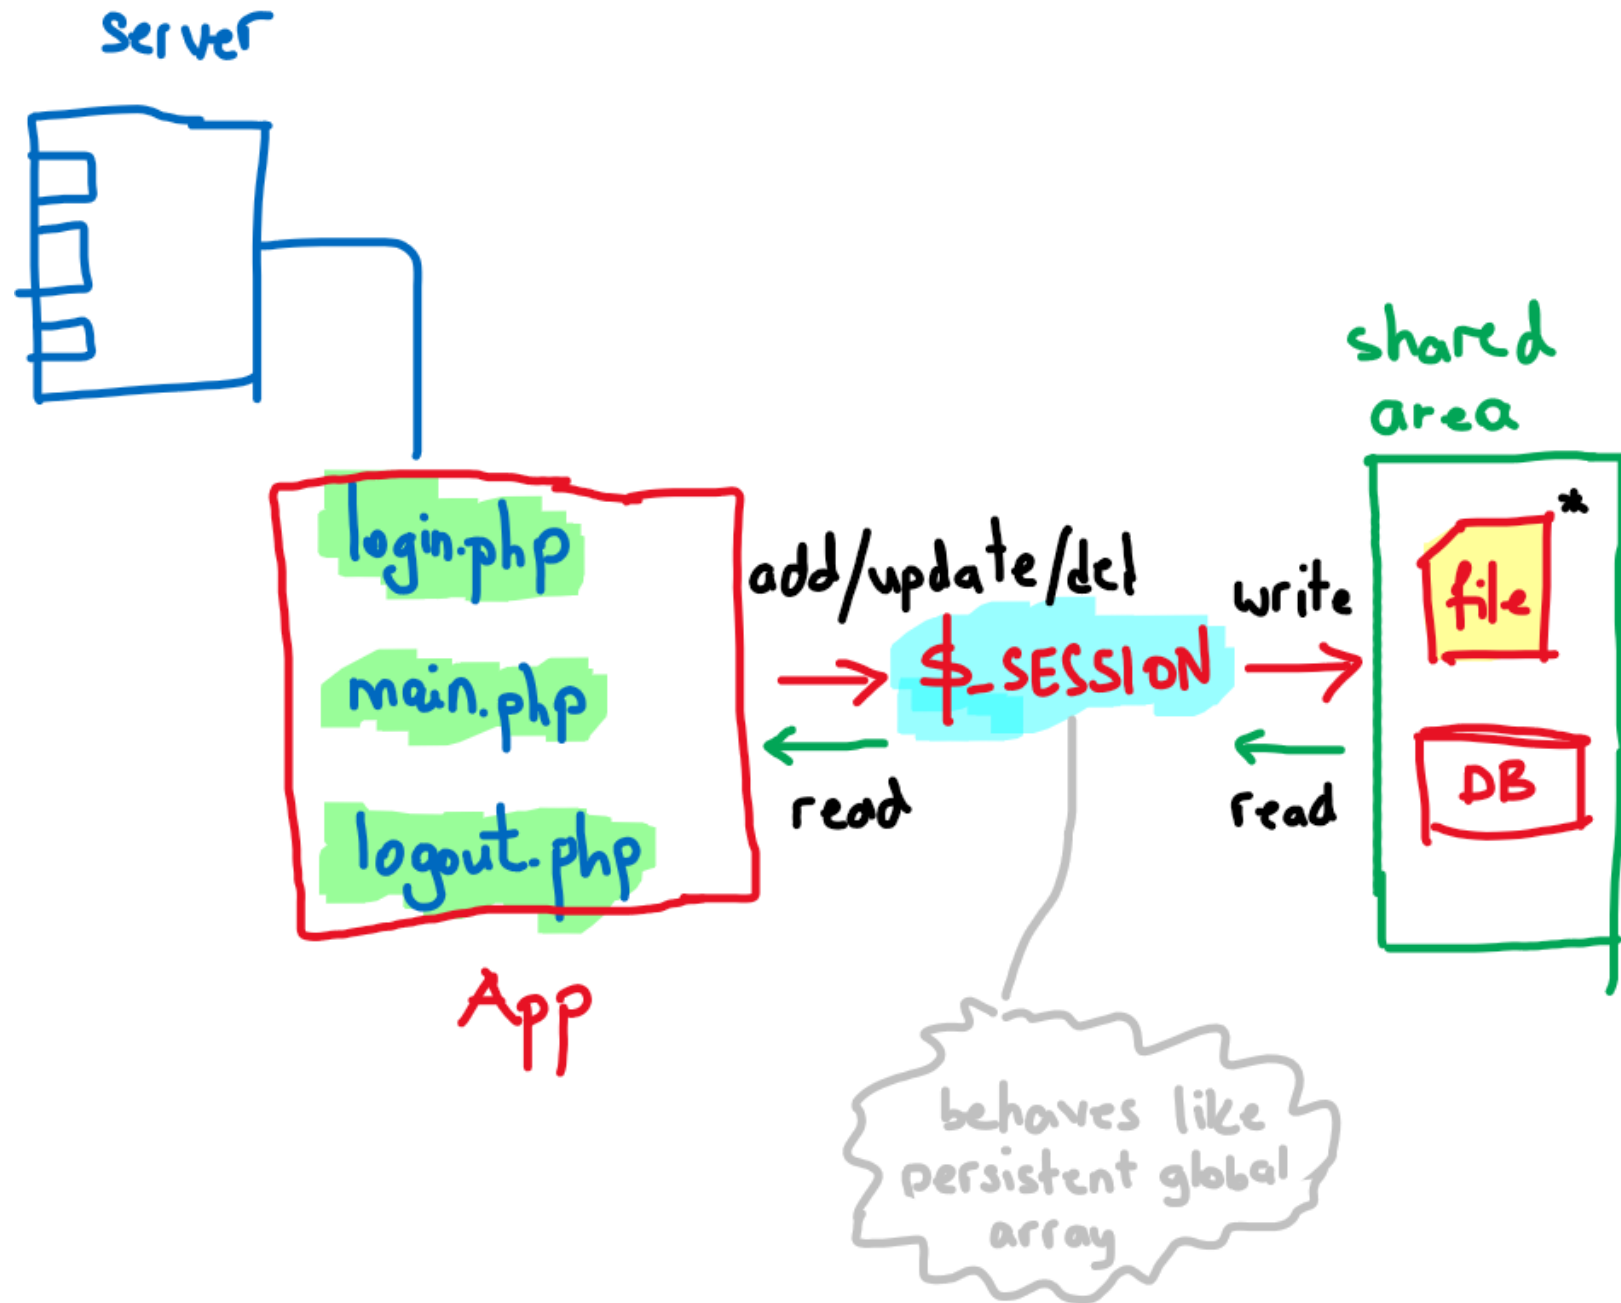 server
shared
area
login.php
main.php
logout.php
App
add/update/del
$_SESSION
read
write
read
file*
DB
behaves like
persistent global
array